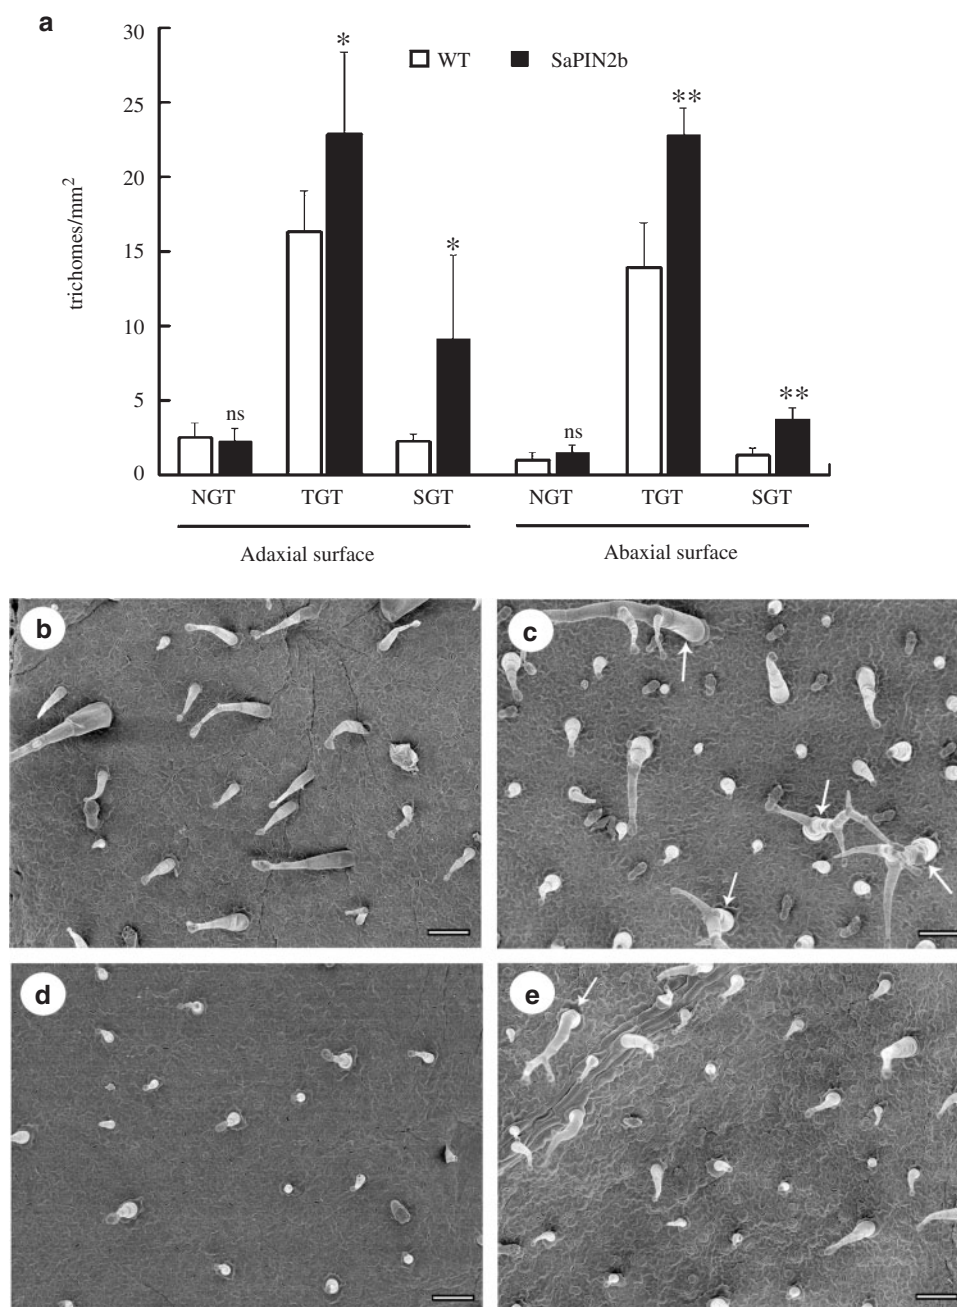 a
30
25
20
15
10
5
0
trichomes/mm²
WT SaPIN2b
* * ** **
ns ns
NGT TGT SGT NGT TGT SGT
Adaxial surface Abaxial surface
b c
d e